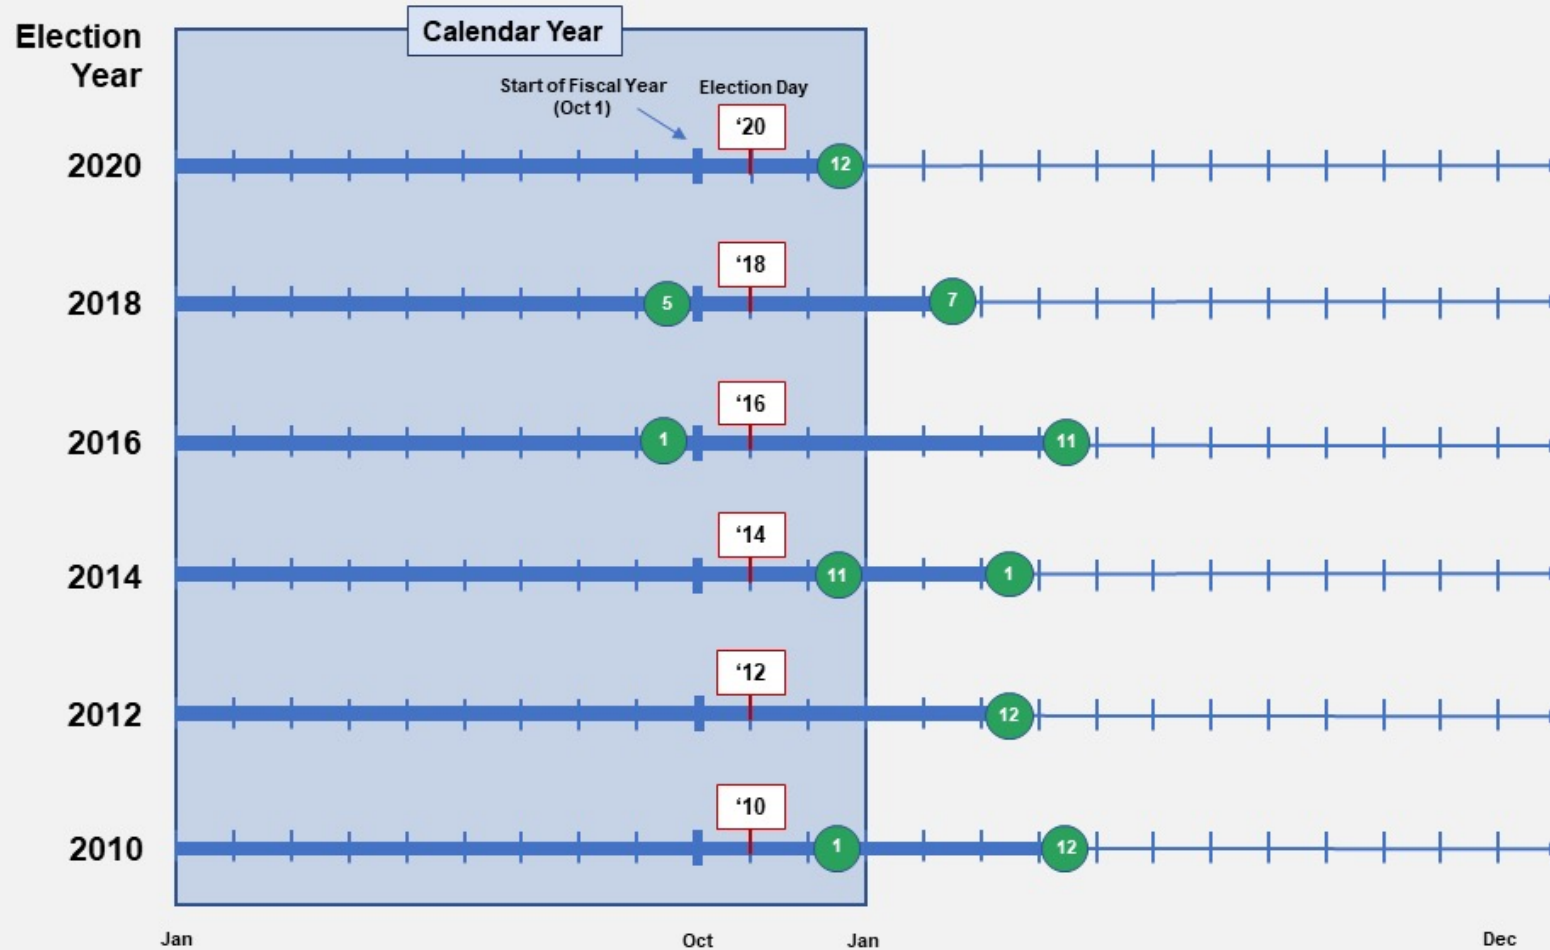 Election
Year
Calendar Year
Start of Fiscal Year
(Oct 1)
Election Day
‘20
2020
12
‘18
2018
5
7
‘16
2016
1
11
‘14
2014
11
1
‘12
2012
12
‘10
2010
1
12
Jan
Oct
Jan
Dec